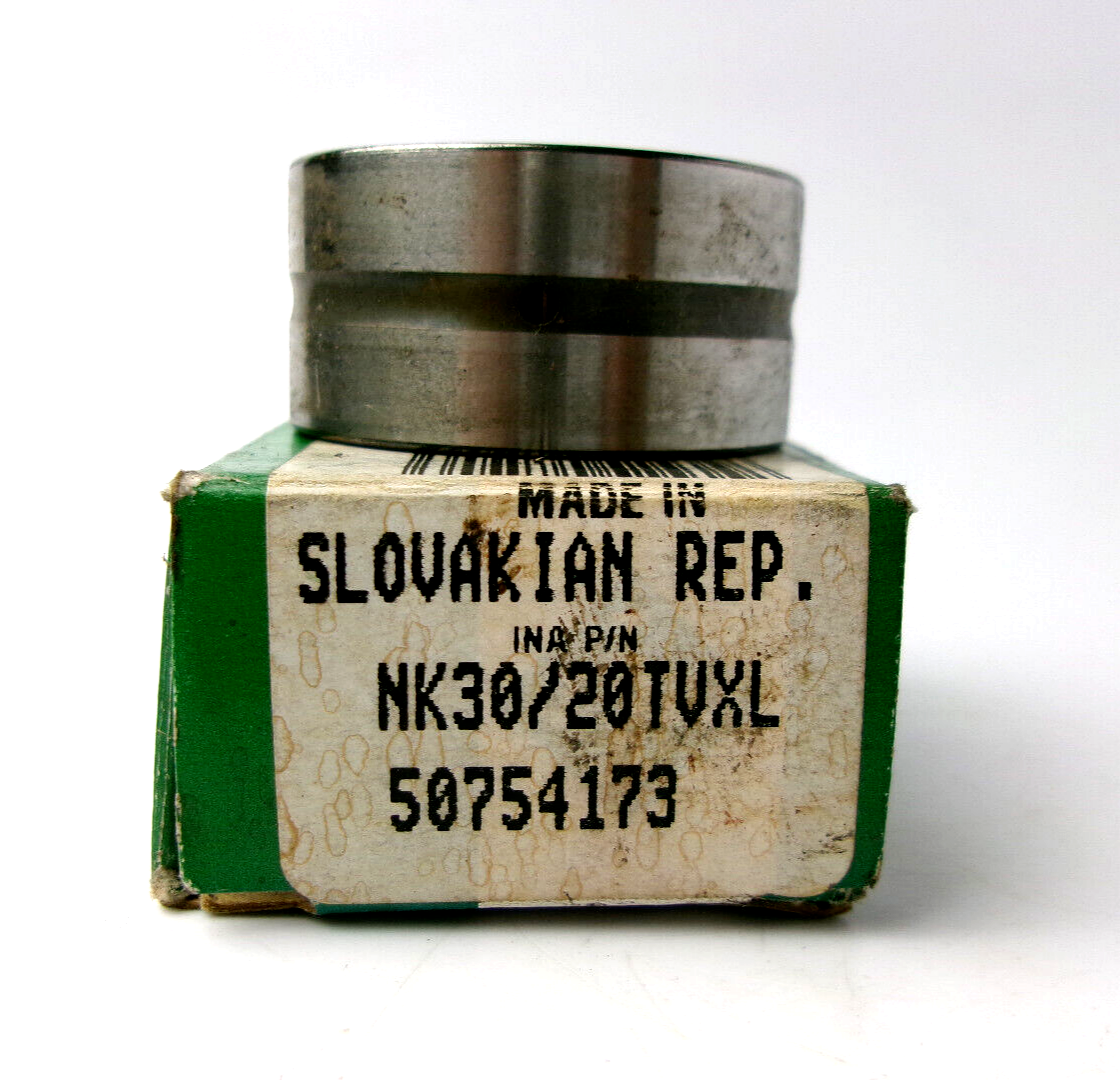 MADE IN
SLOVAKIAN REP.
INA P/N
NK30/20TVXL
50754173